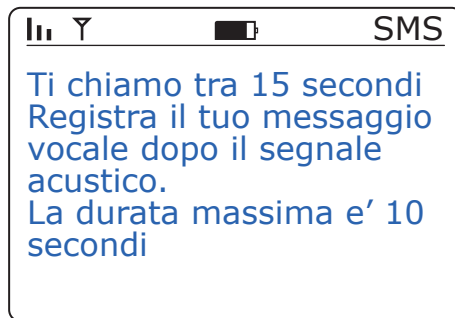 SMS
Ti chiamo tra 15 secondi
Registra il tuo messaggio
vocale dopo il segnale
acustico.
La durata massima e’ 10
secondi